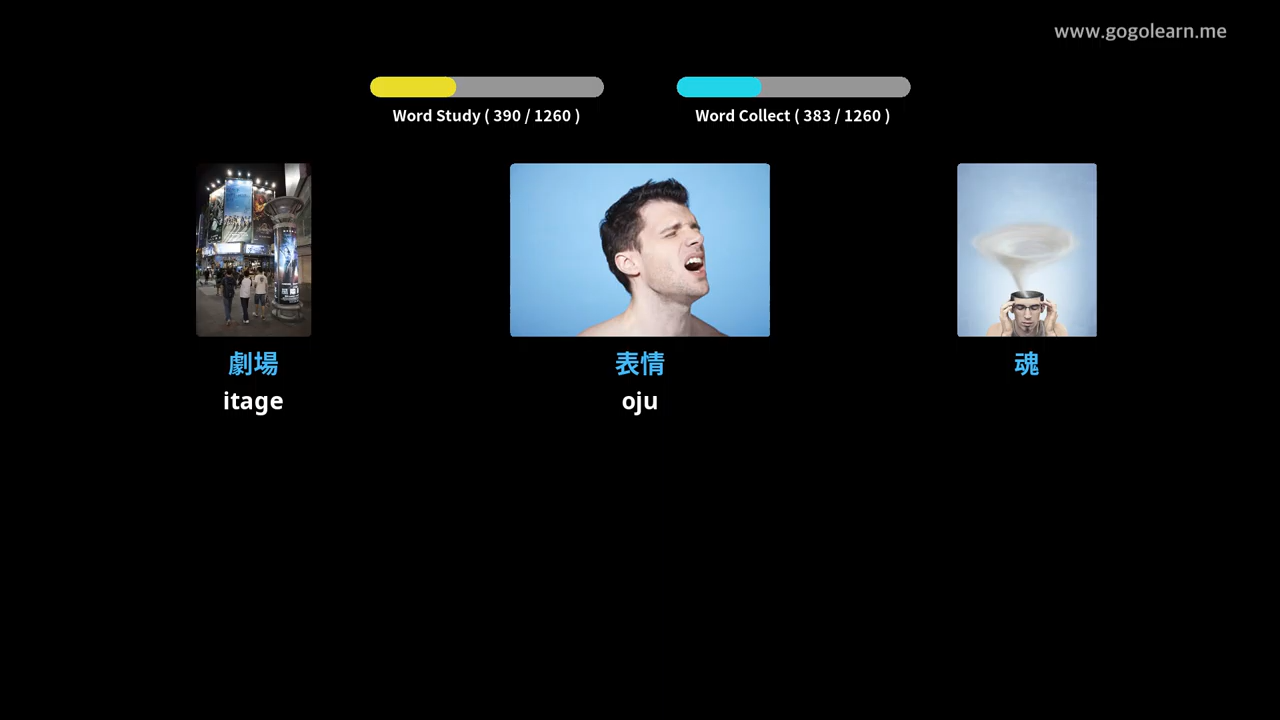 www.gogolearn.me
Word Study ( 390 / 1260 )
Word Collect ( 383 / 1260 )
劇場
表情
魂
itage
oju